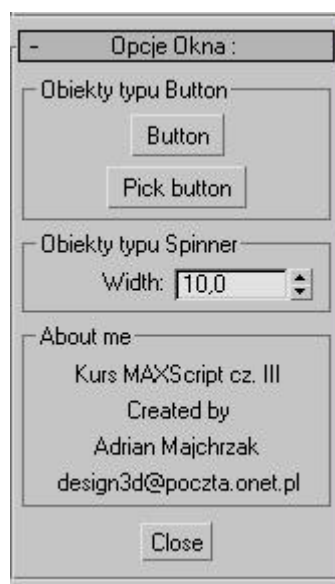 - Opcje Okna :
Obiekty typu Button
Button
Pick button
Obiekty typu Spinner
Width: 10,0
About me
Kurs MAXScript cz. III
Created by
Adrian Majchrzak
design3d@poczta.onet.pl
Close